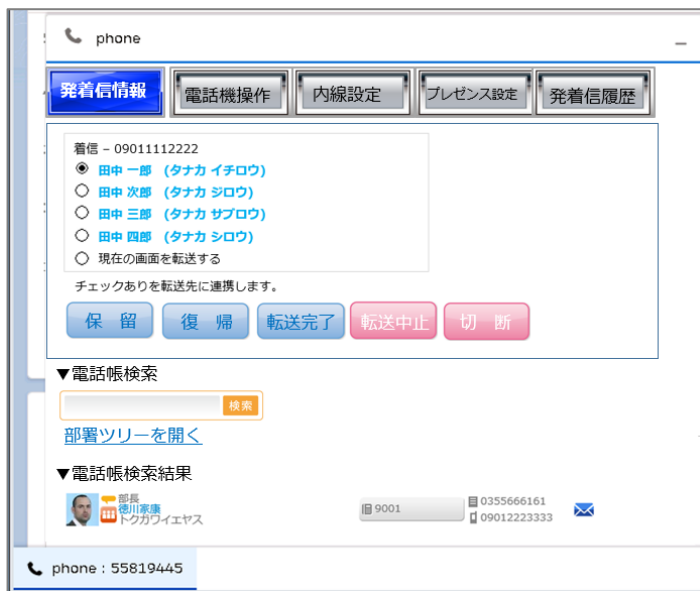 phone
発着信情報 電話機操作 内線設定 プレゼンス設定 発着信履歴
着信 – 09011112222
田中 一郎 (タナカ イチロウ)
田中 次郎 (タナカ ジロウ)
田中 三郎 (タナカ サブロウ)
田中 四郎 (タナカ シロウ)
現在の画面を転送する
チェックありを転送先に連携します。
保 留 復 帰 転送完了 転送中止 切 断
▼電話帳検索
検索
部署ツリーを開く
▼電話帳検索結果
部長
徳川家康
トクガワイエヤス
9001
0355666161
09012223333
phone : 55819445